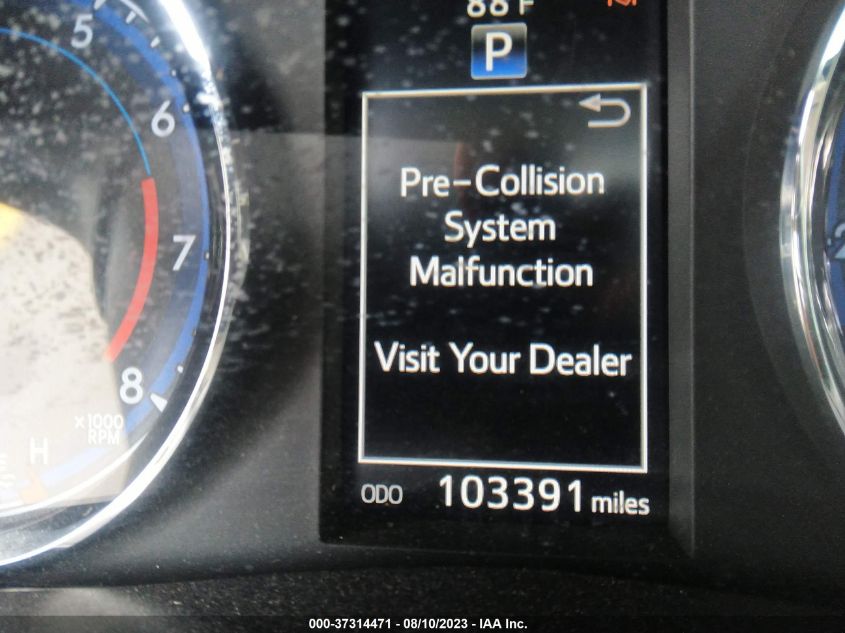 5
6
7
8
x1000
RPM
H
P
Pre-Collision
System
Malfunction
Visit Your Dealer
ODO 103391 miles
000-37314471 - 08/10/2023 - IAA Inc.